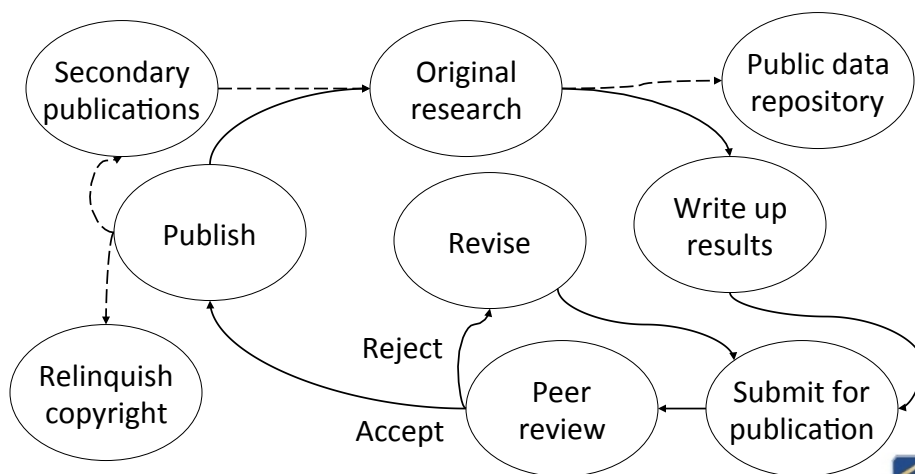 Secondary
publications
Original
research
Public data
repository
Publish
Revise
Write up
results
Reject
Relinquish
copyright
Accept
Peer
review
Submit for
publication